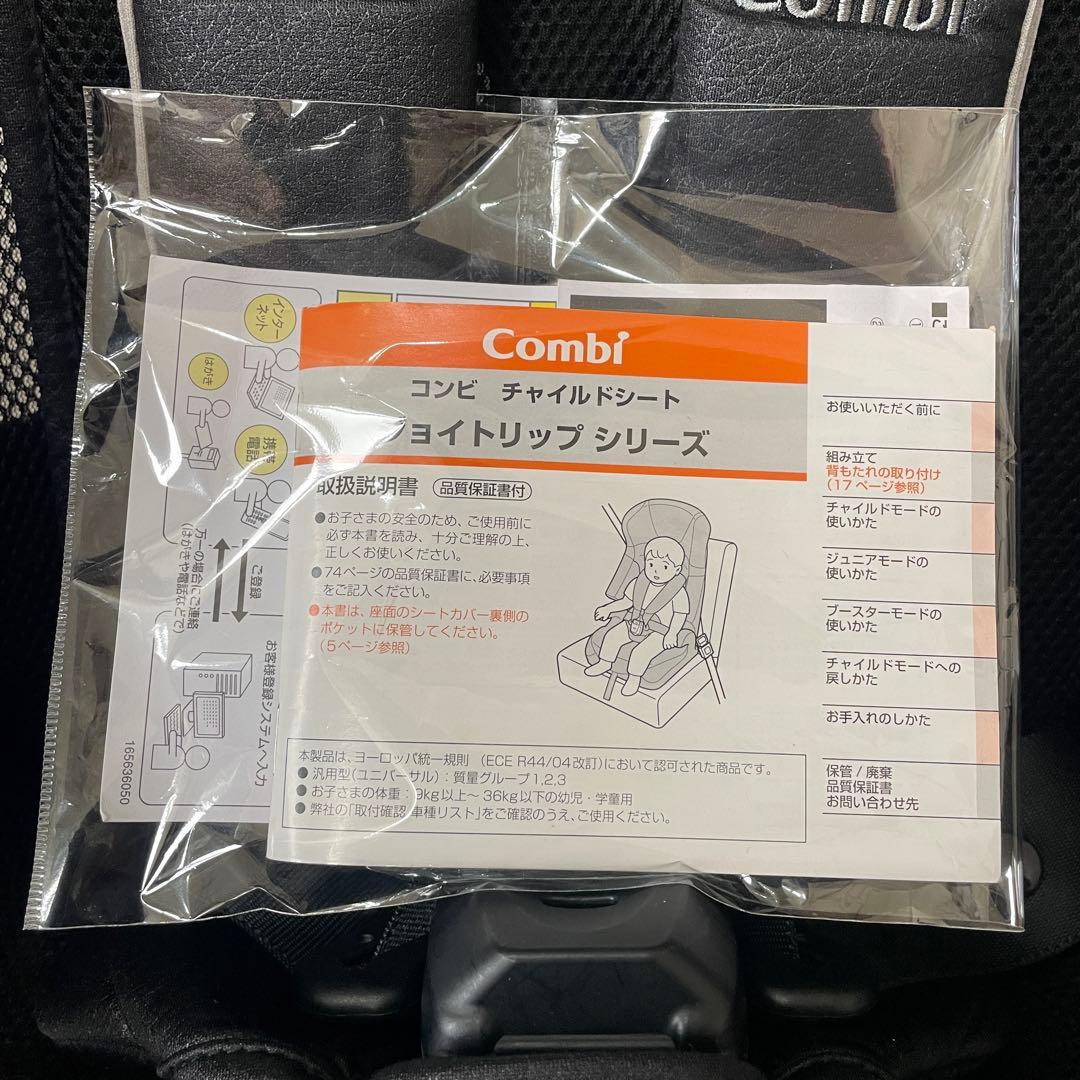 Combi
Combi
コンビ チャイルドシート
ジョイトリップ シリーズ
取扱説明書 品質保証書付
●お子さまの安全のため、ご使用前に
必ず本書を読み、十分ご理解の上、
正しくお使いください。
●74ページの品質保証書に、必要事項
をご記入ください。
●本書は、座面のシートカバー裏側の
ポケットに保管してください。
（5ページ参照）
本製品は、ヨーロッパ統一規則 （ECE R44/04改訂）において認可された商品です。
●汎用型（ユニバーサル）：質量グループ1,2,3
●お子さまの体重：9kg以上～36kg以下の幼児・学童用
●弊社の「取付確認 車種リスト」をご確認のうえ、ご使用ください。
お使いいただく前に
組み立て
背もたれの取り付け
（17ページ参照）
チャイルドモードの
使いかた
ジュニアモードの
使いかた
ブースターモードの
使いかた
チャイルドモードへの
戻しかた
お手入れのしかた
保管 / 廃棄
品質保証書
お問い合わせ先
インター
ネット
はがき
携帯
電話
ご登録
万一の場合にご連絡
（はがきや電話などで）
お客様登録システムへ入力
165636050